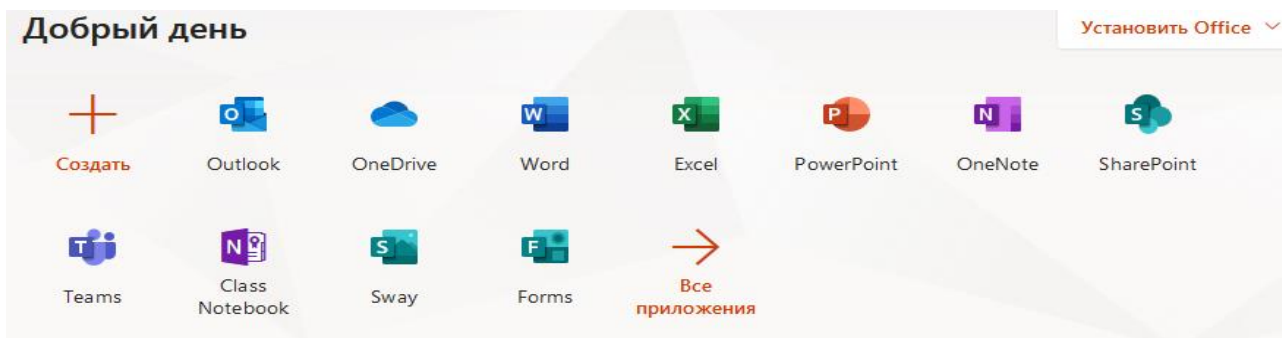 Добрый день
Установить Office
Создать
Outlook
OneDrive
Word
Excel
PowerPoint
OneNote
SharePoint
Teams
Class
Notebook
Sway
Forms
Все
приложения